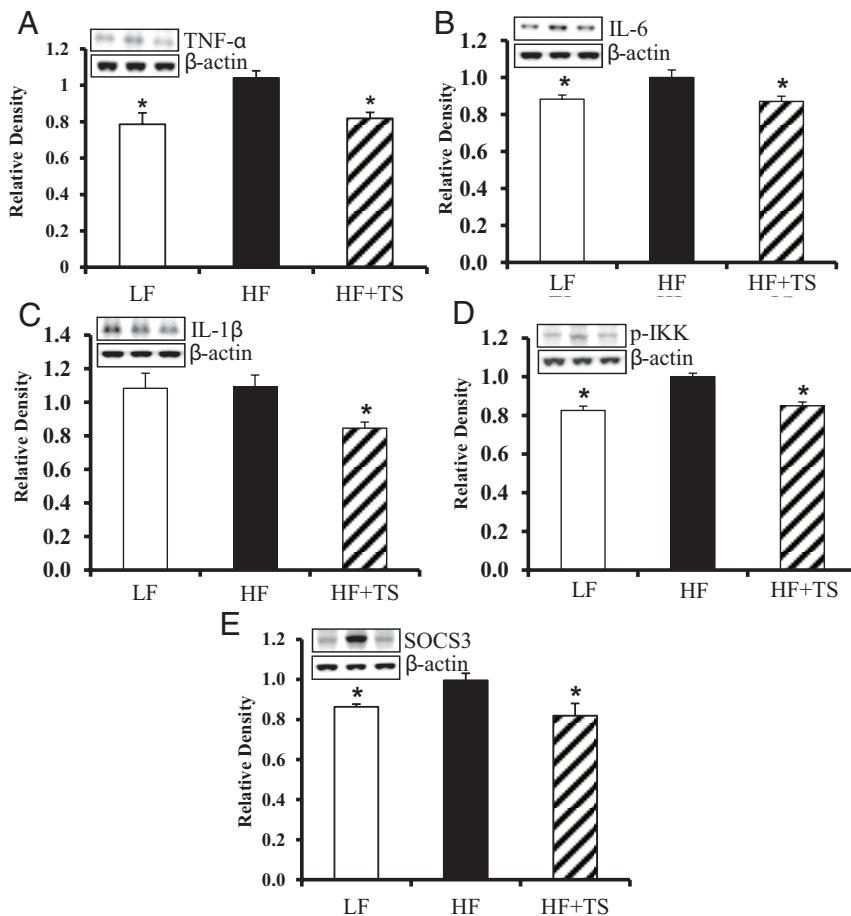 A
TNF-α
β-actin
Relative Density
1.2
1
0.8
0.6
0.4
0.2
0
*
*
LF
HF
HF+TS
B
IL-6
β-actin
Relative Density
1.2
1.0
0.8
0.6
0.4
0.2
0.0
*
*
LF
HF
HF+TS
C
IL-1β
β-actin
Relative Density
1.4
1.2
1.0
0.8
0.6
0.4
0.2
0.0
*
LF
HF
HF+TS
D
p-IKK
β-actin
Relative Density
1.2
1.0
0.8
0.6
0.4
0.2
0.0
*
*
LF
HF
HF+TS
E
SOCS3
β-actin
Relative Density
1.2
1.0
0.8
0.6
0.4
0.2
0.0
*
*
LF
HF
HF+TS